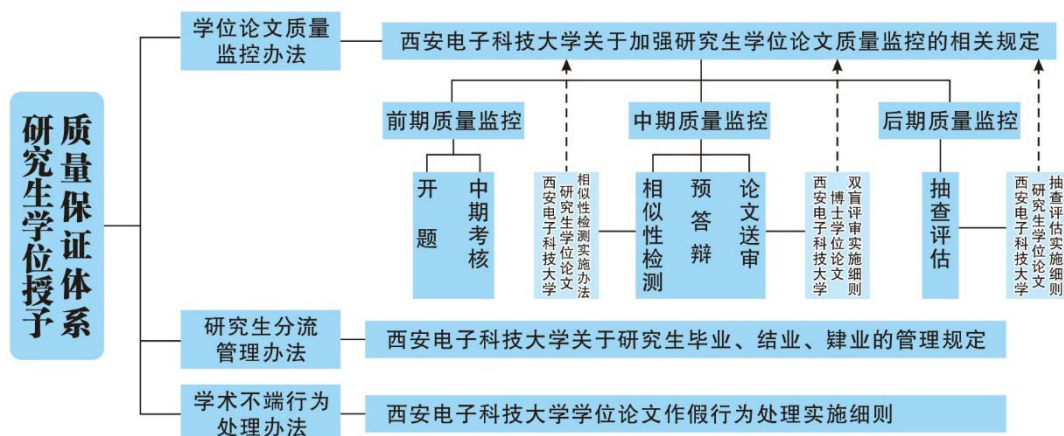 研究生学位授予
质量保证体系
学位论文质量
监控办法
西安电子科技大学关于加强研究生学位论文质量监控的相关规定
前期质量监控
中期质量监控
后期质量监控
开题
中期考核
西安电子科技大学
研究生学位论文
相似性检测实施办法
相似性检测
预答辩
论文送审
西安电子科技大学
博士学位论文
双盲评审实施细则
抽查评估
西安电子科技大学
研究生学位论文
抽查评估实施细则
研究生分流
管理办法
西安电子科技大学关于研究生毕业、结业、肄业的管理规定
学术不端行为
处理办法
西安电子科技大学学位论文作假行为处理实施细则